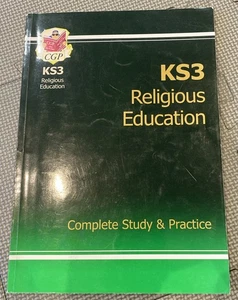 CGP
KS3
Religious
Education
KS3
Religious
Education
Complete Study & Practice